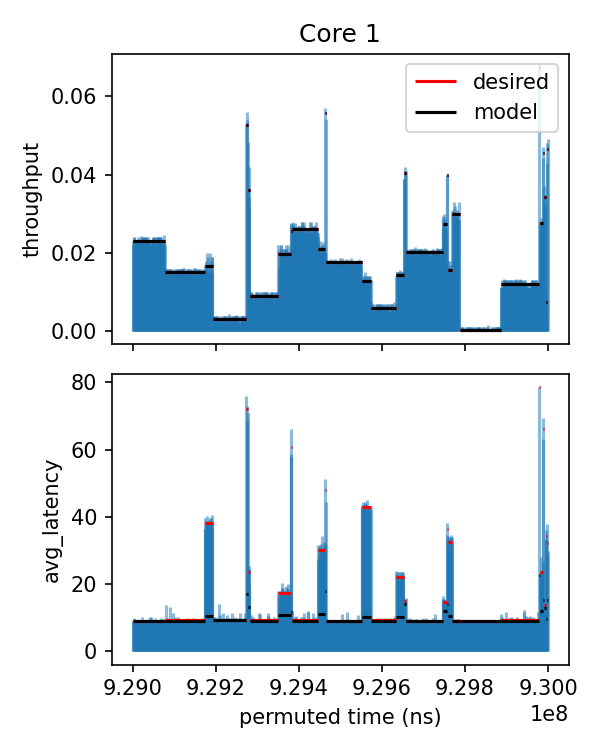 Core 1
desired
model
throughput
0.06
0.04
0.02
0.00
avg_latency
80
60
40
20
0
9.290 9.292 9.294 9.296 9.298 9.300
1e8
permuted time (ns)